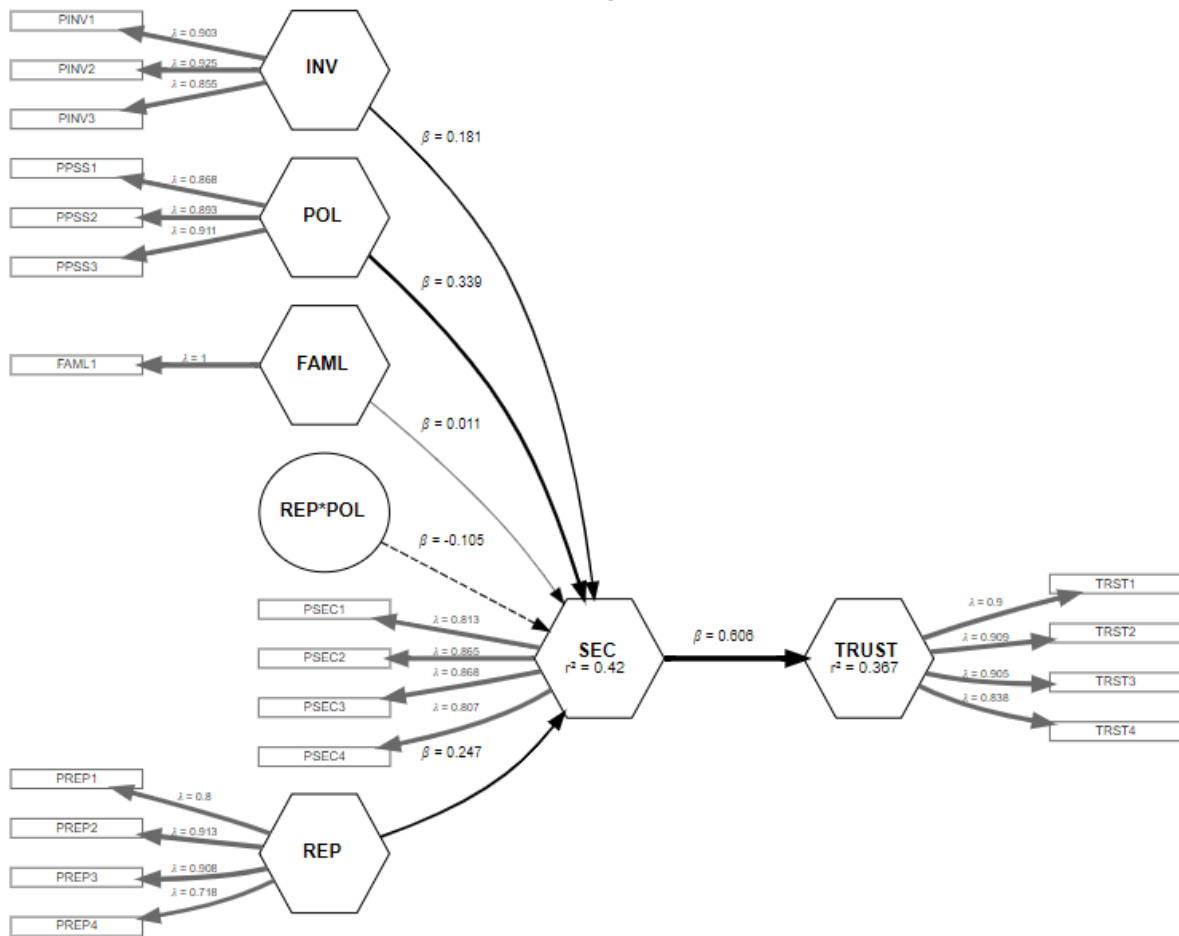 PINV1
λ = 0.903
PINV2
λ = 0.925
PINV3
λ = 0.855
INV
β = 0.181
PPSS1
λ = 0.868
PPSS2
λ = 0.893
PPSS3
λ = 0.911
POL
β = 0.339
FAML1
λ = 1
FAML
β = 0.011
REP*POL
β = -0.105
PSEC1
λ = 0.813
PSEC2
λ = 0.865
PSEC3
λ = 0.868
PSEC4
λ = 0.807
SEC
r² = 0.42
β = 0.606
TRUST
r² = 0.367
λ = 0.9
TRST1
λ = 0.909
TRST2
λ = 0.905
TRST3
λ = 0.838
TRST4
β = 0.247
PREP1
λ = 0.8
PREP2
λ = 0.913
PREP3
λ = 0.908
PREP4
λ = 0.718
REP